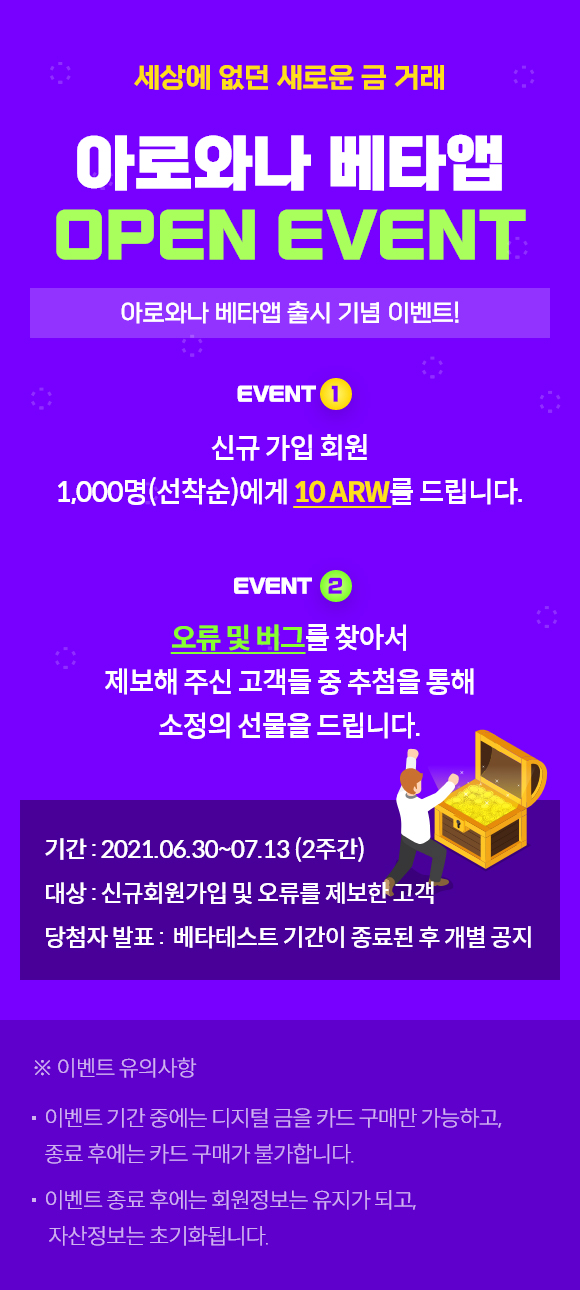 세상에 없던 새로운 금 거래
아로와나 베타앱
OPEN EVENT
아로와나 베타앱 출시 기념 이벤트!
EVENT 1
신규 가입 회원
1,000명(선착순)에게 10 ARW를 드립니다.
EVENT 2
오류 및 버그를 찾아서
제보해 주신 고객들 중 추첨을 통해
소정의 선물을 드립니다.
기간 : 2021.06.30~07.13 (2주간)
대상 : 신규회원가입 및 오류를 제보한 고객
당첨자 발표 : 베타테스트 기간이 종료된 후 개별 공지
※ 이벤트 유의사항
• 이벤트 기간 중에는 디지털 금을 카드 구매만 가능하고,
종료 후에는 카드 구매가 불가합니다.
• 이벤트 종료 후에는 회원정보는 유지가 되고,
자산정보는 초기화됩니다.